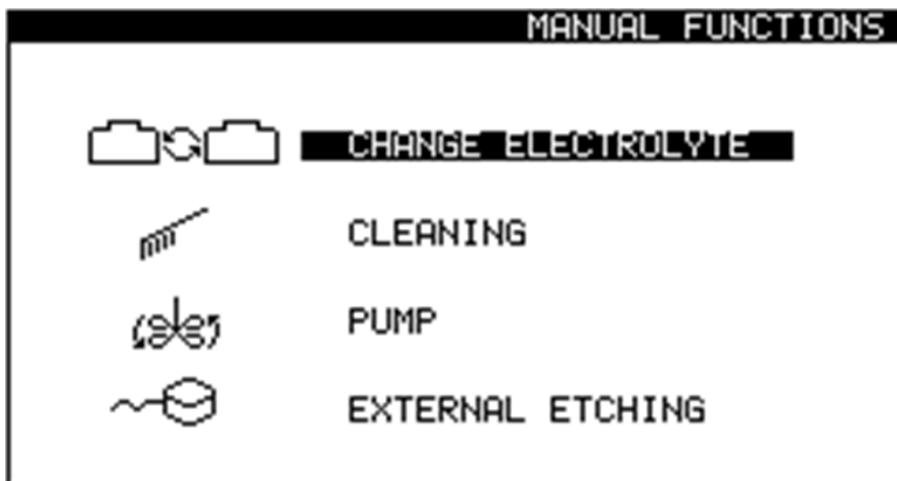 MANUAL FUNCTIONS
CHANGE ELECTROLYTE
CLEANING
PUMP
EXTERNAL ETCHING